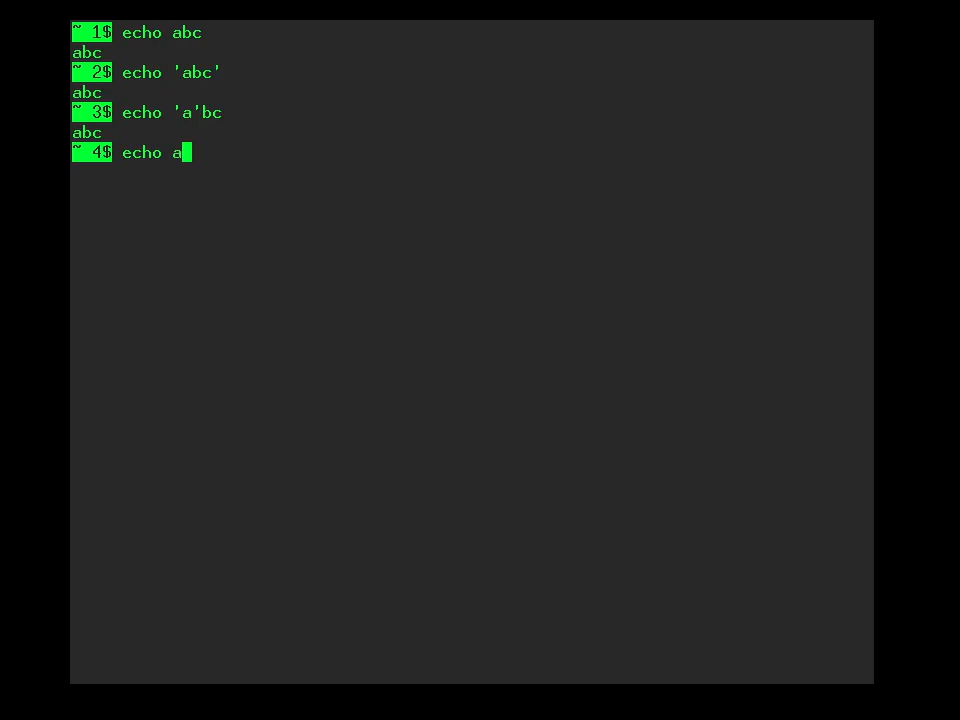 ~ 1$ echo abc
abc
~ 2$ echo 'abc'
abc
~ 3$ echo 'a'bc
abc
~ 4$ echo a